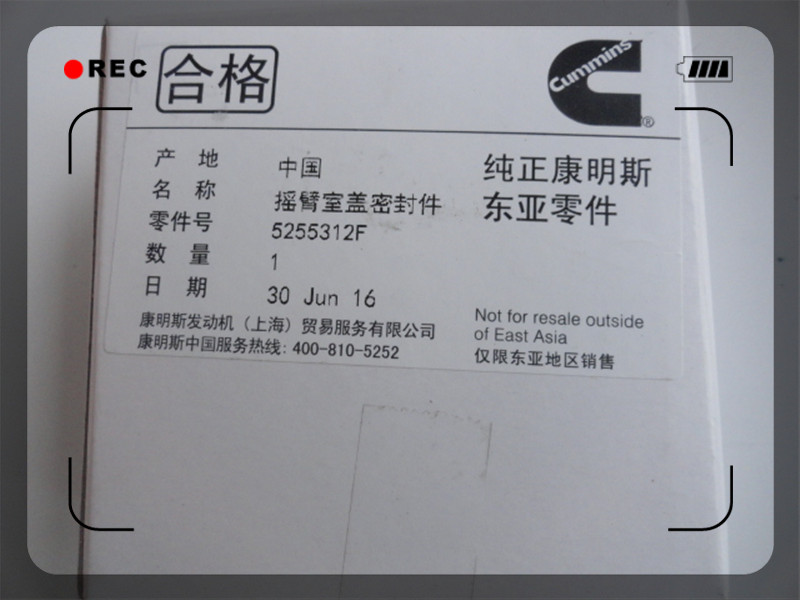 REC
合格
Cummins
®
产 地 中国
名 称 摇臂室盖密封件
零件号 5255312F
数 量 1
日 期 30 Jun 16
纯正康明斯
东亚零件
康明斯发动机（上海）贸易服务有限公司
康明斯中国服务热线: 400-810-5252
Not for resale outside
of East Asia
仅限东亚地区销售